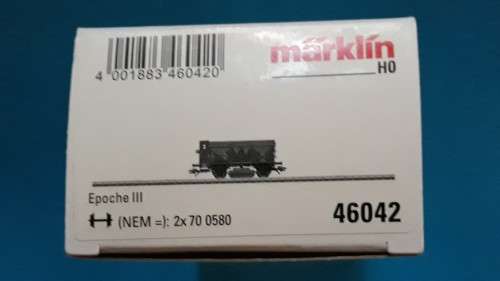 märklin
H0
4 001883 460420
Epoche III
(NEM =): 2x 70 0580
46042